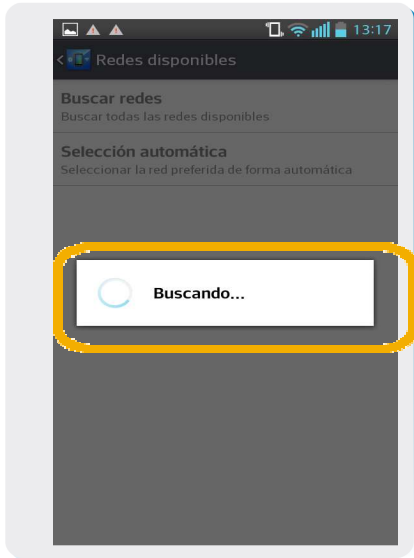 13:17
Redes disponibles
Buscar redes
Buscar todas las redes disponibles
Selección automática
Seleccionar la red preferida de forma automática
Buscando...